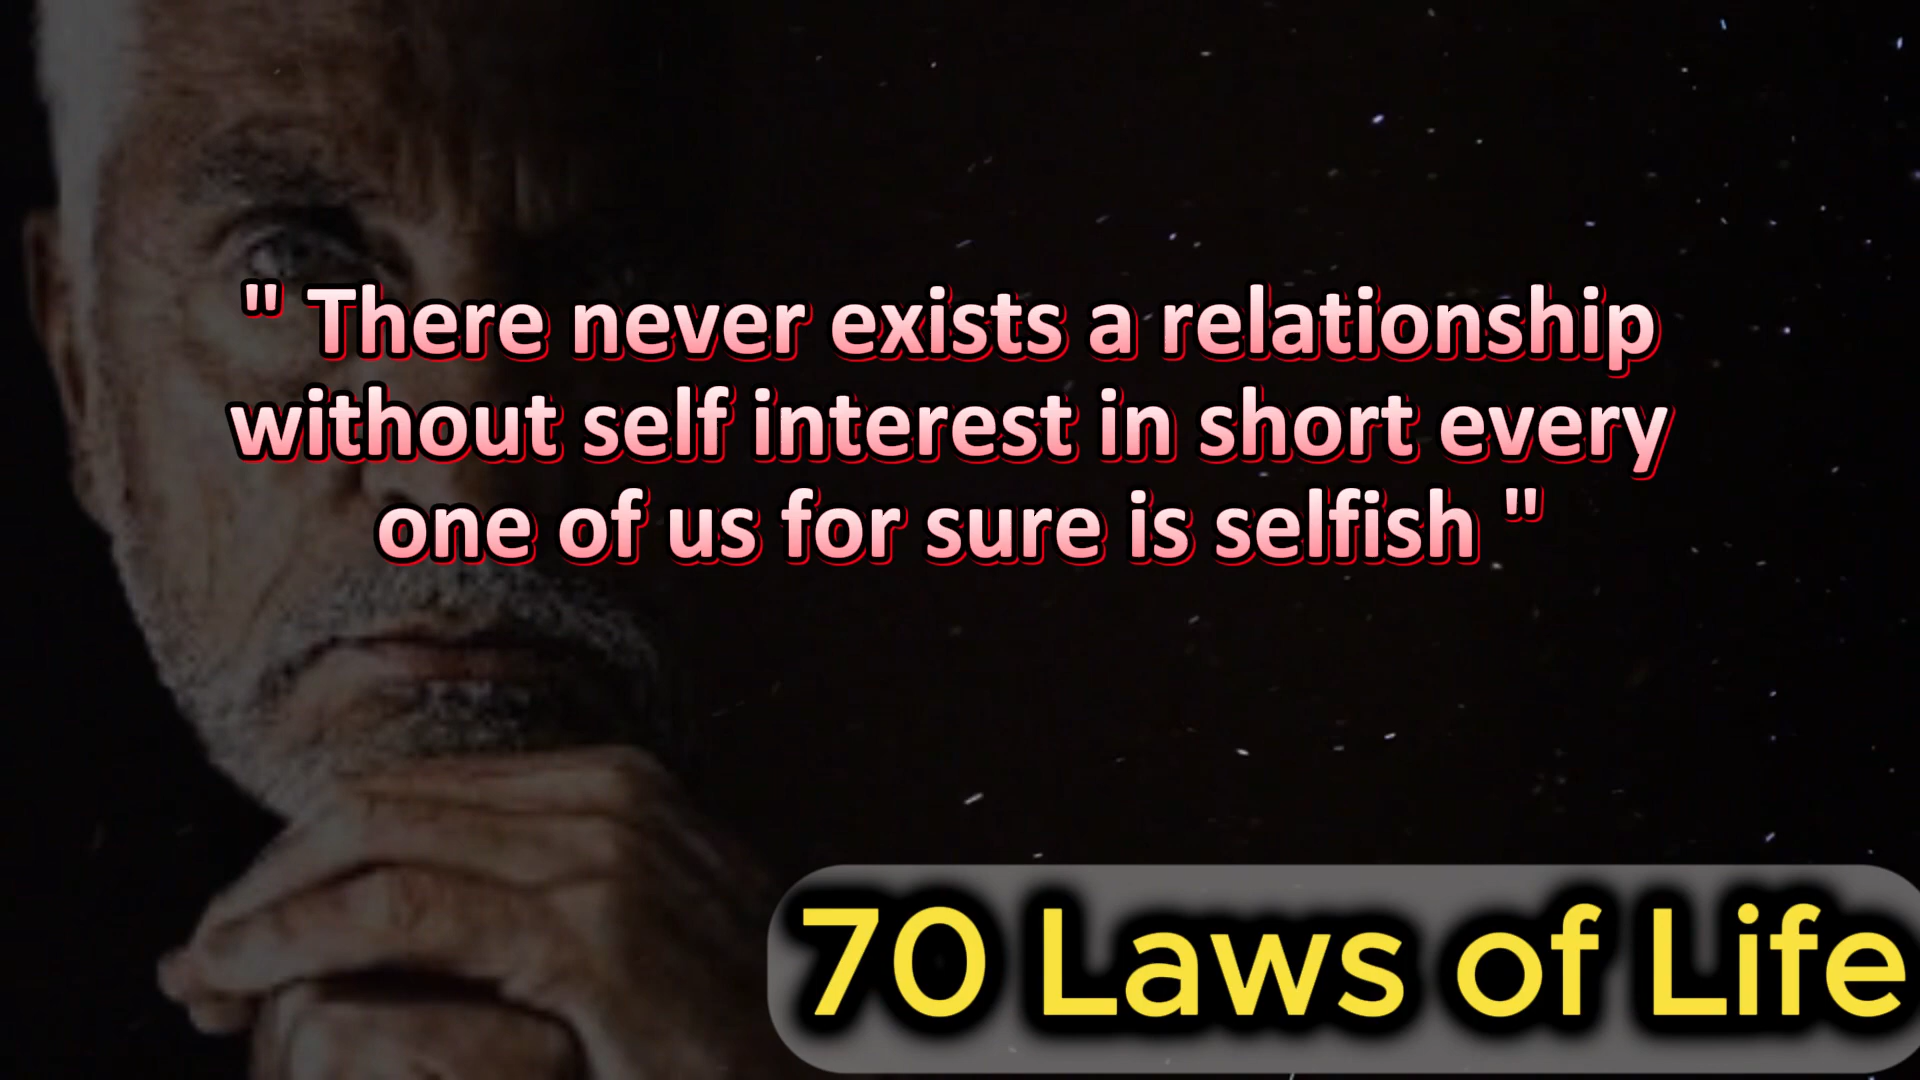 " There never exists a relationship
without self interest in short every
one of us for sure is selfish "
70 Laws of Life